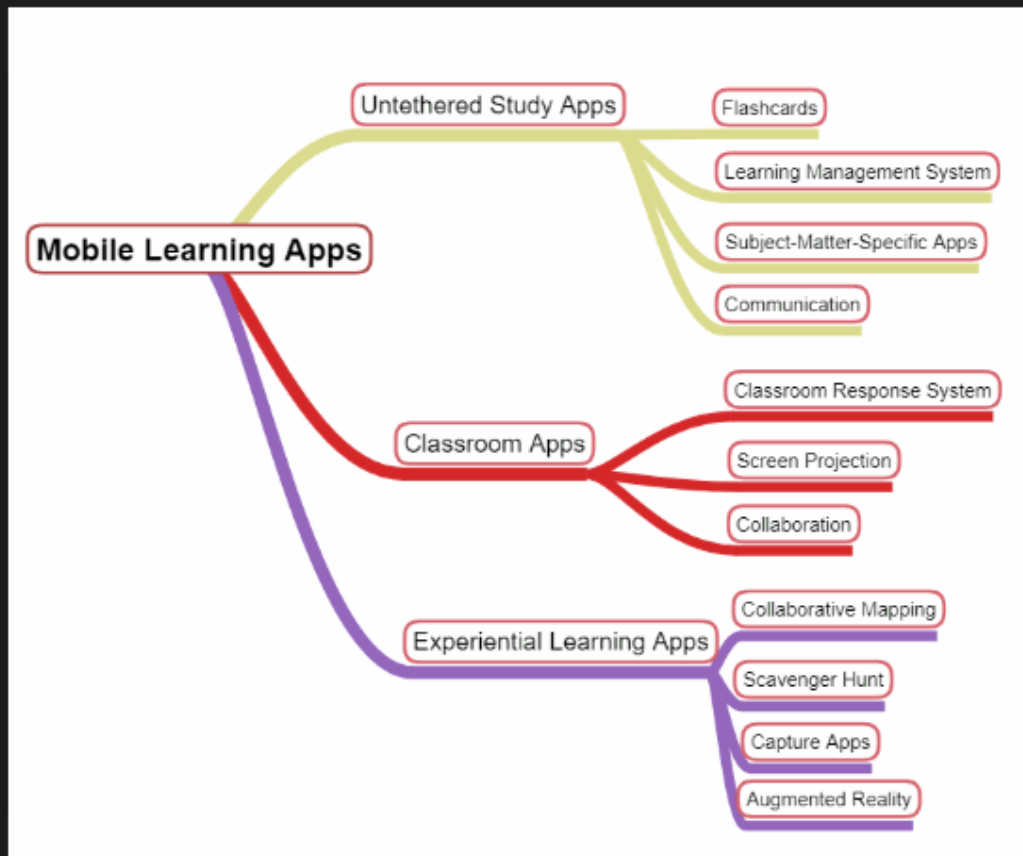 Mobile Learning Apps
Untethered Study Apps
Flashcards
Learning Management System
Subject-Matter-Specific Apps
Communication
Classroom Apps
Classroom Response System
Screen Projection
Collaboration
Experiential Learning Apps
Collaborative Mapping
Scavenger Hunt
Capture Apps
Augmented Reality